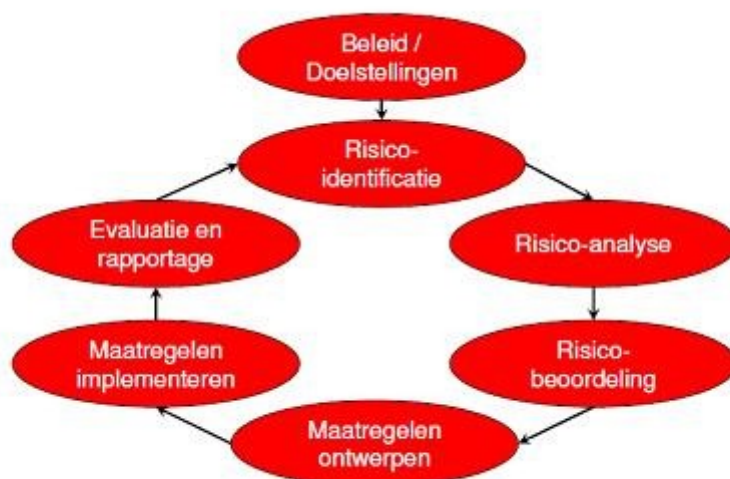 Beleid /
Doelstellingen
Risico-
identificatie
Risico-analyse
Risico-
beoordeling
Maatregelen
ontwerpen
Maatregelen
implementeren
Evaluatie en
rapportage